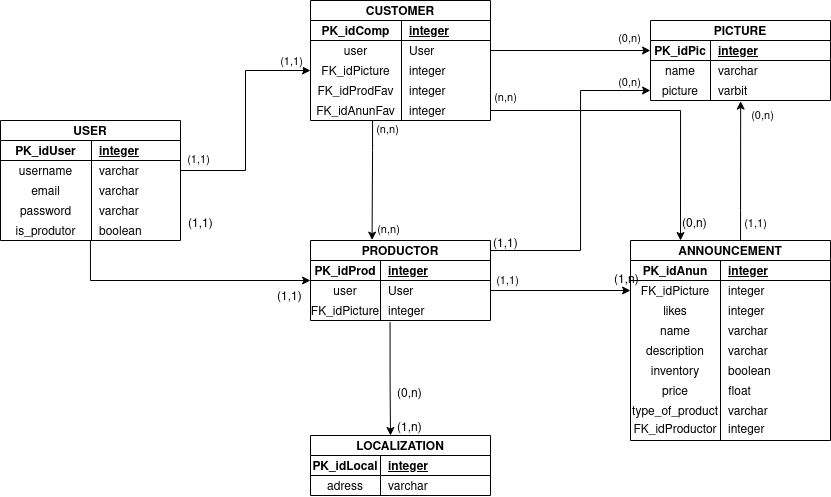 CUSTOMER
PK_idComp integer
user User
FK_idPicture integer
FK_idProdFav integer
FK_idAnunFav integer
PICTURE
PK_idPic integer
name varchar
picture varbit
(0,n)
(1,1)
(0,n)
(n,n)
(n,n)
(0,n)
USER
PK_idUser integer
username varchar
email varchar
password varchar
is_produtor boolean
(1,1)
(1,1)
(n,n)
(0,n)
(1,1)
(1,1)
PRODUCTOR
PK_idProd integer
user User
FK_idPicture integer
(1,1)
(1,n)
(1,1)
ANNOUNCEMENT
PK_idAnun integer
FK_idPicture integer
likes integer
name varchar
description varchar
inventory boolean
price float
type_of_product varchar
FK_idProductor integer
(0,n)
(1,n)
LOCALIZATION
PK_idLocal integer
adress varchar